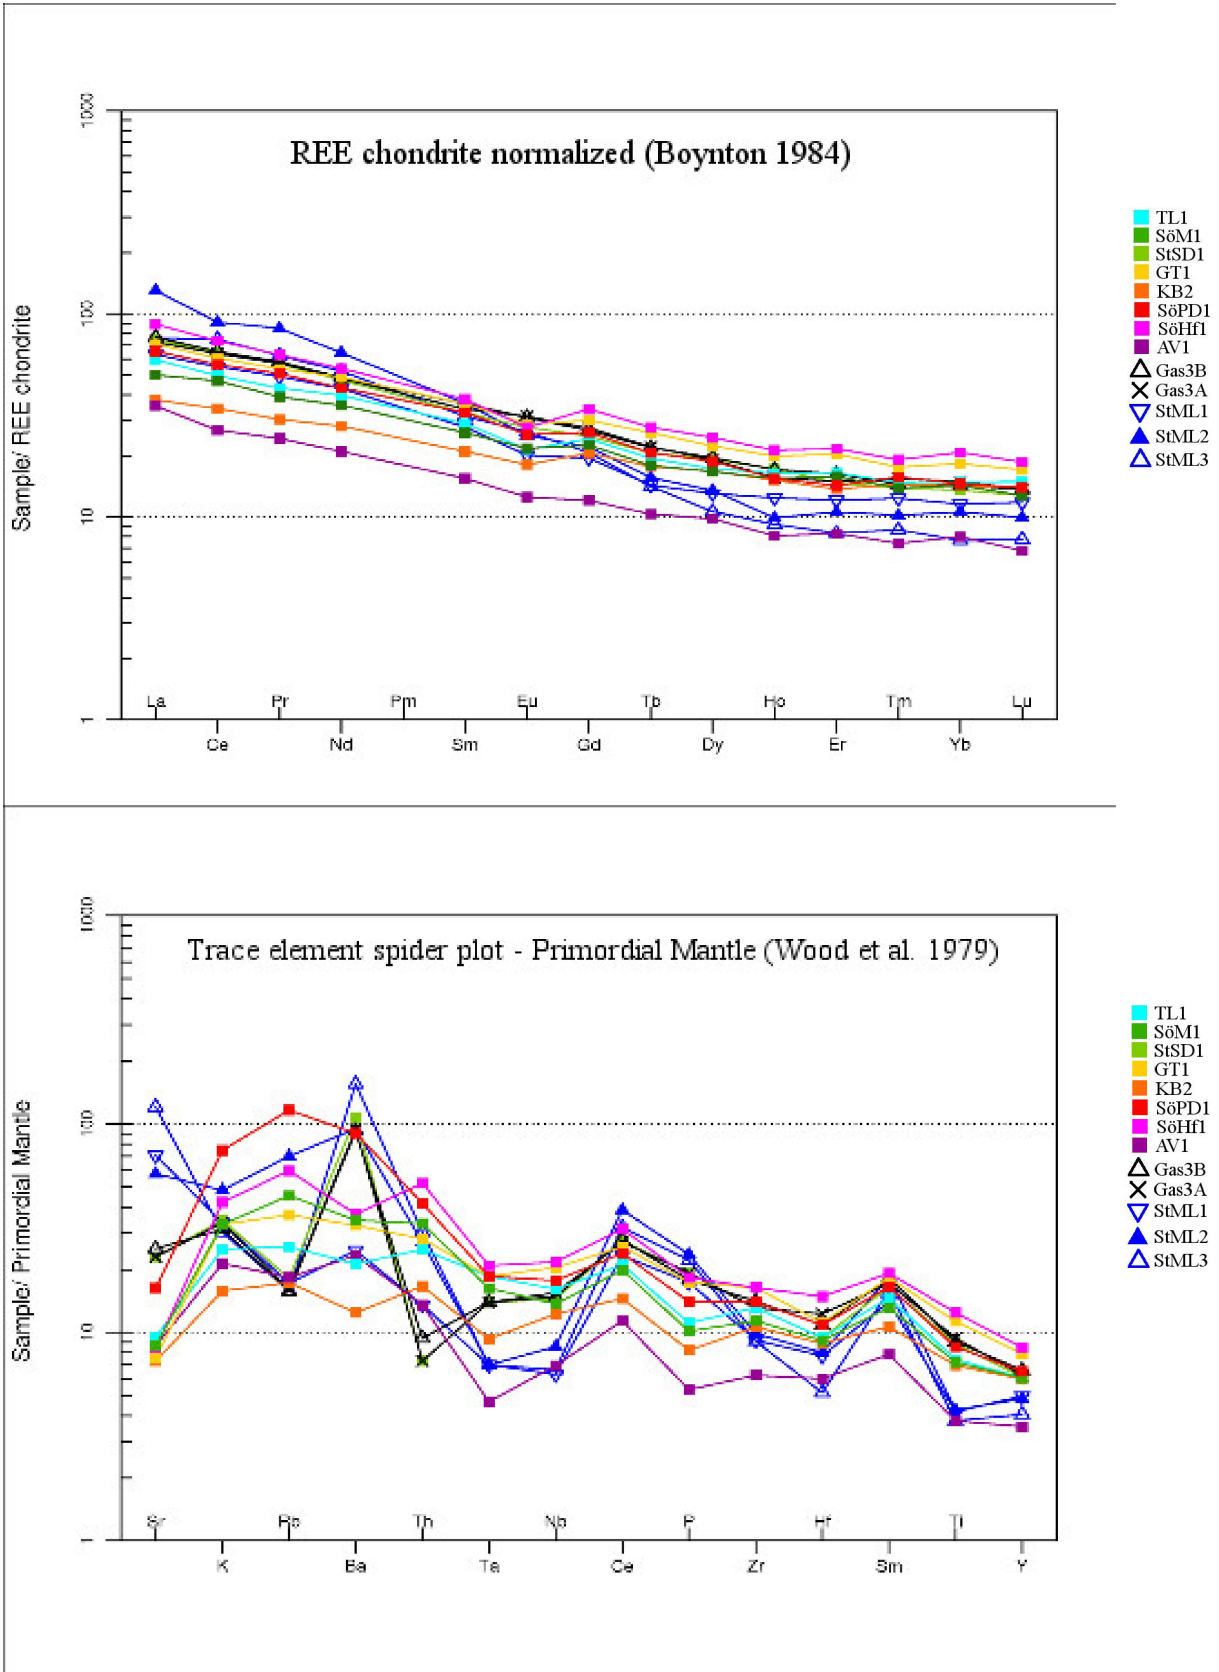 REE chondrite normalized (Boynton 1984)
Sample/ REE chondrite
1000
100
10
1
La
Pr
Pm
Eu
Tb
Ho
Tm
Lu
Ce
Nd
Sm
Gd
Dy
Er
Yb
TL1
SöM1
StSD1
GT1
KB2
SöPD1
SöHf1
AV1
Gas3B
Gas3A
StML1
StML2
StML3
Trace element spider plot - Primordial Mantle (Wood et al. 1979)
Sample/ Primordial Mantle
1000
100
10
1
Sr
Rb
Th
Nb
P
Hf
Ti
K
Ba
Ta
Ce
Zr
Sm
Y
TL1
SöM1
StSD1
GT1
KB2
SöPD1
SöHf1
AV1
Gas3B
Gas3A
StML1
StML2
StML3